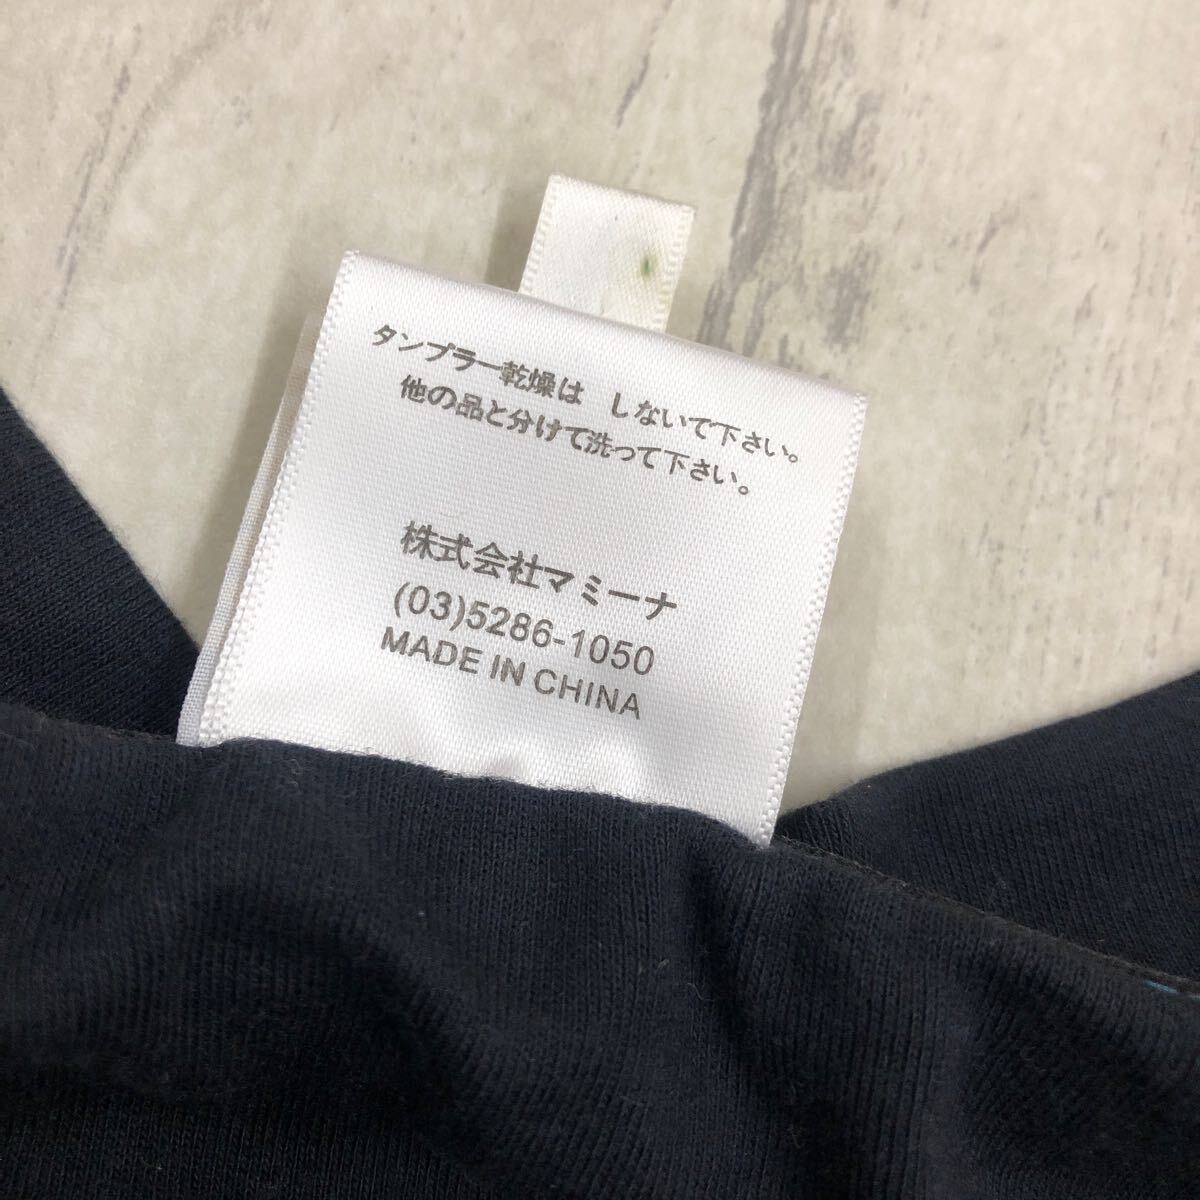 タンプラー乾燥は しないで下さい。
他の品と分けて洗って下さい。
株式会社マミーナ
(03)5286-1050
MADE IN CHINA